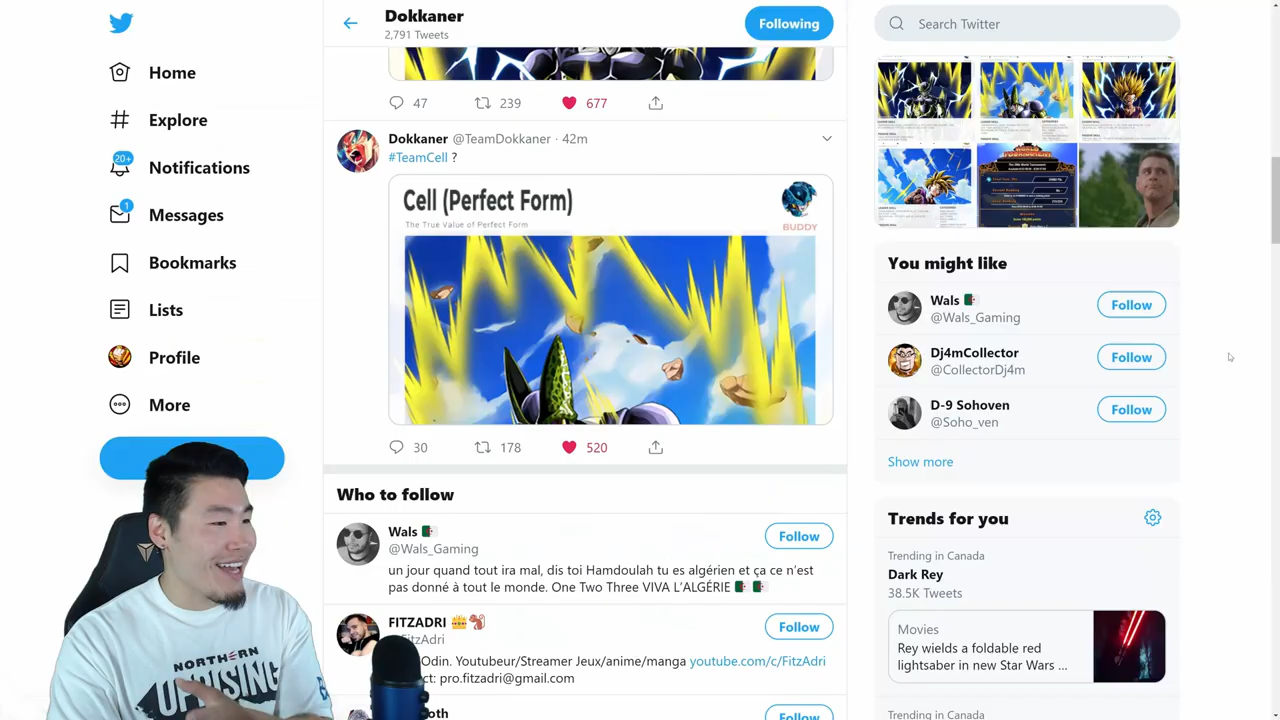 Home
Explore
20+
Notifications
1
Messages
Bookmarks
Lists
Profile
More
Dokkaner
2,791 Tweets
Following
47
239
677
Dokkaner @TeamDokkaner · 42m
#TeamCell ?
Cell (Perfect Form)
The True Value of Perfect Form
BUDDY
30
178
520
Who to follow
Wals
@Wals_Gaming
Follow
un jour quand tout ira mal, dis toi Hamdoulah tu es algérien et ça ce n'est
pas donné à tout le monde. One Two Three VIVA L'ALGÉRIE
FITZADRI
FitzAdri
Follow
Odin. Youtubeur/Streamer Jeux/anime/manga youtube.com/c/FitzAdri
ct: pro.fitzadri@gmail.com
oth
Follow
NORTHERN
UPRISING
Search Twitter
You might like
Wals
@Wals_Gaming
Follow
Dj4mCollector
@CollectorDj4m
Follow
D-9 Sohoven
@Soho_ven
Follow
Show more
Trends for you
Trending in Canada
Dark Rey
38.5K Tweets
Movies
Rey wields a foldable red
lightsaber in new Star Wars ...
Trending in Canada